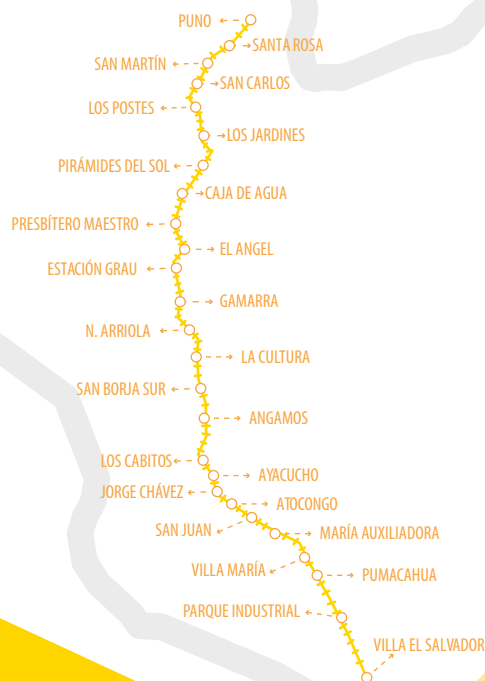 PUNO
SANTA ROSA
SAN MARTÍN
SAN CARLOS
LOS POSTES
LOS JARDINES
PIRÁMIDES DEL SOL
CAJA DE AGUA
PRESBÍTERO MAESTRO
EL ANGEL
ESTACIÓN GRAU
GAMARRA
N. ARRIOLA
LA CULTURA
SAN BORJA SUR
ANGAMOS
LOS CABITOS
AYACUCHO
JORGE CHÁVEZ
ATOCONGO
SAN JUAN
MARÍA AUXILIADORA
VILLA MARÍA
PUMACAHUA
PARQUE INDUSTRIAL
VILLA EL SALVADOR